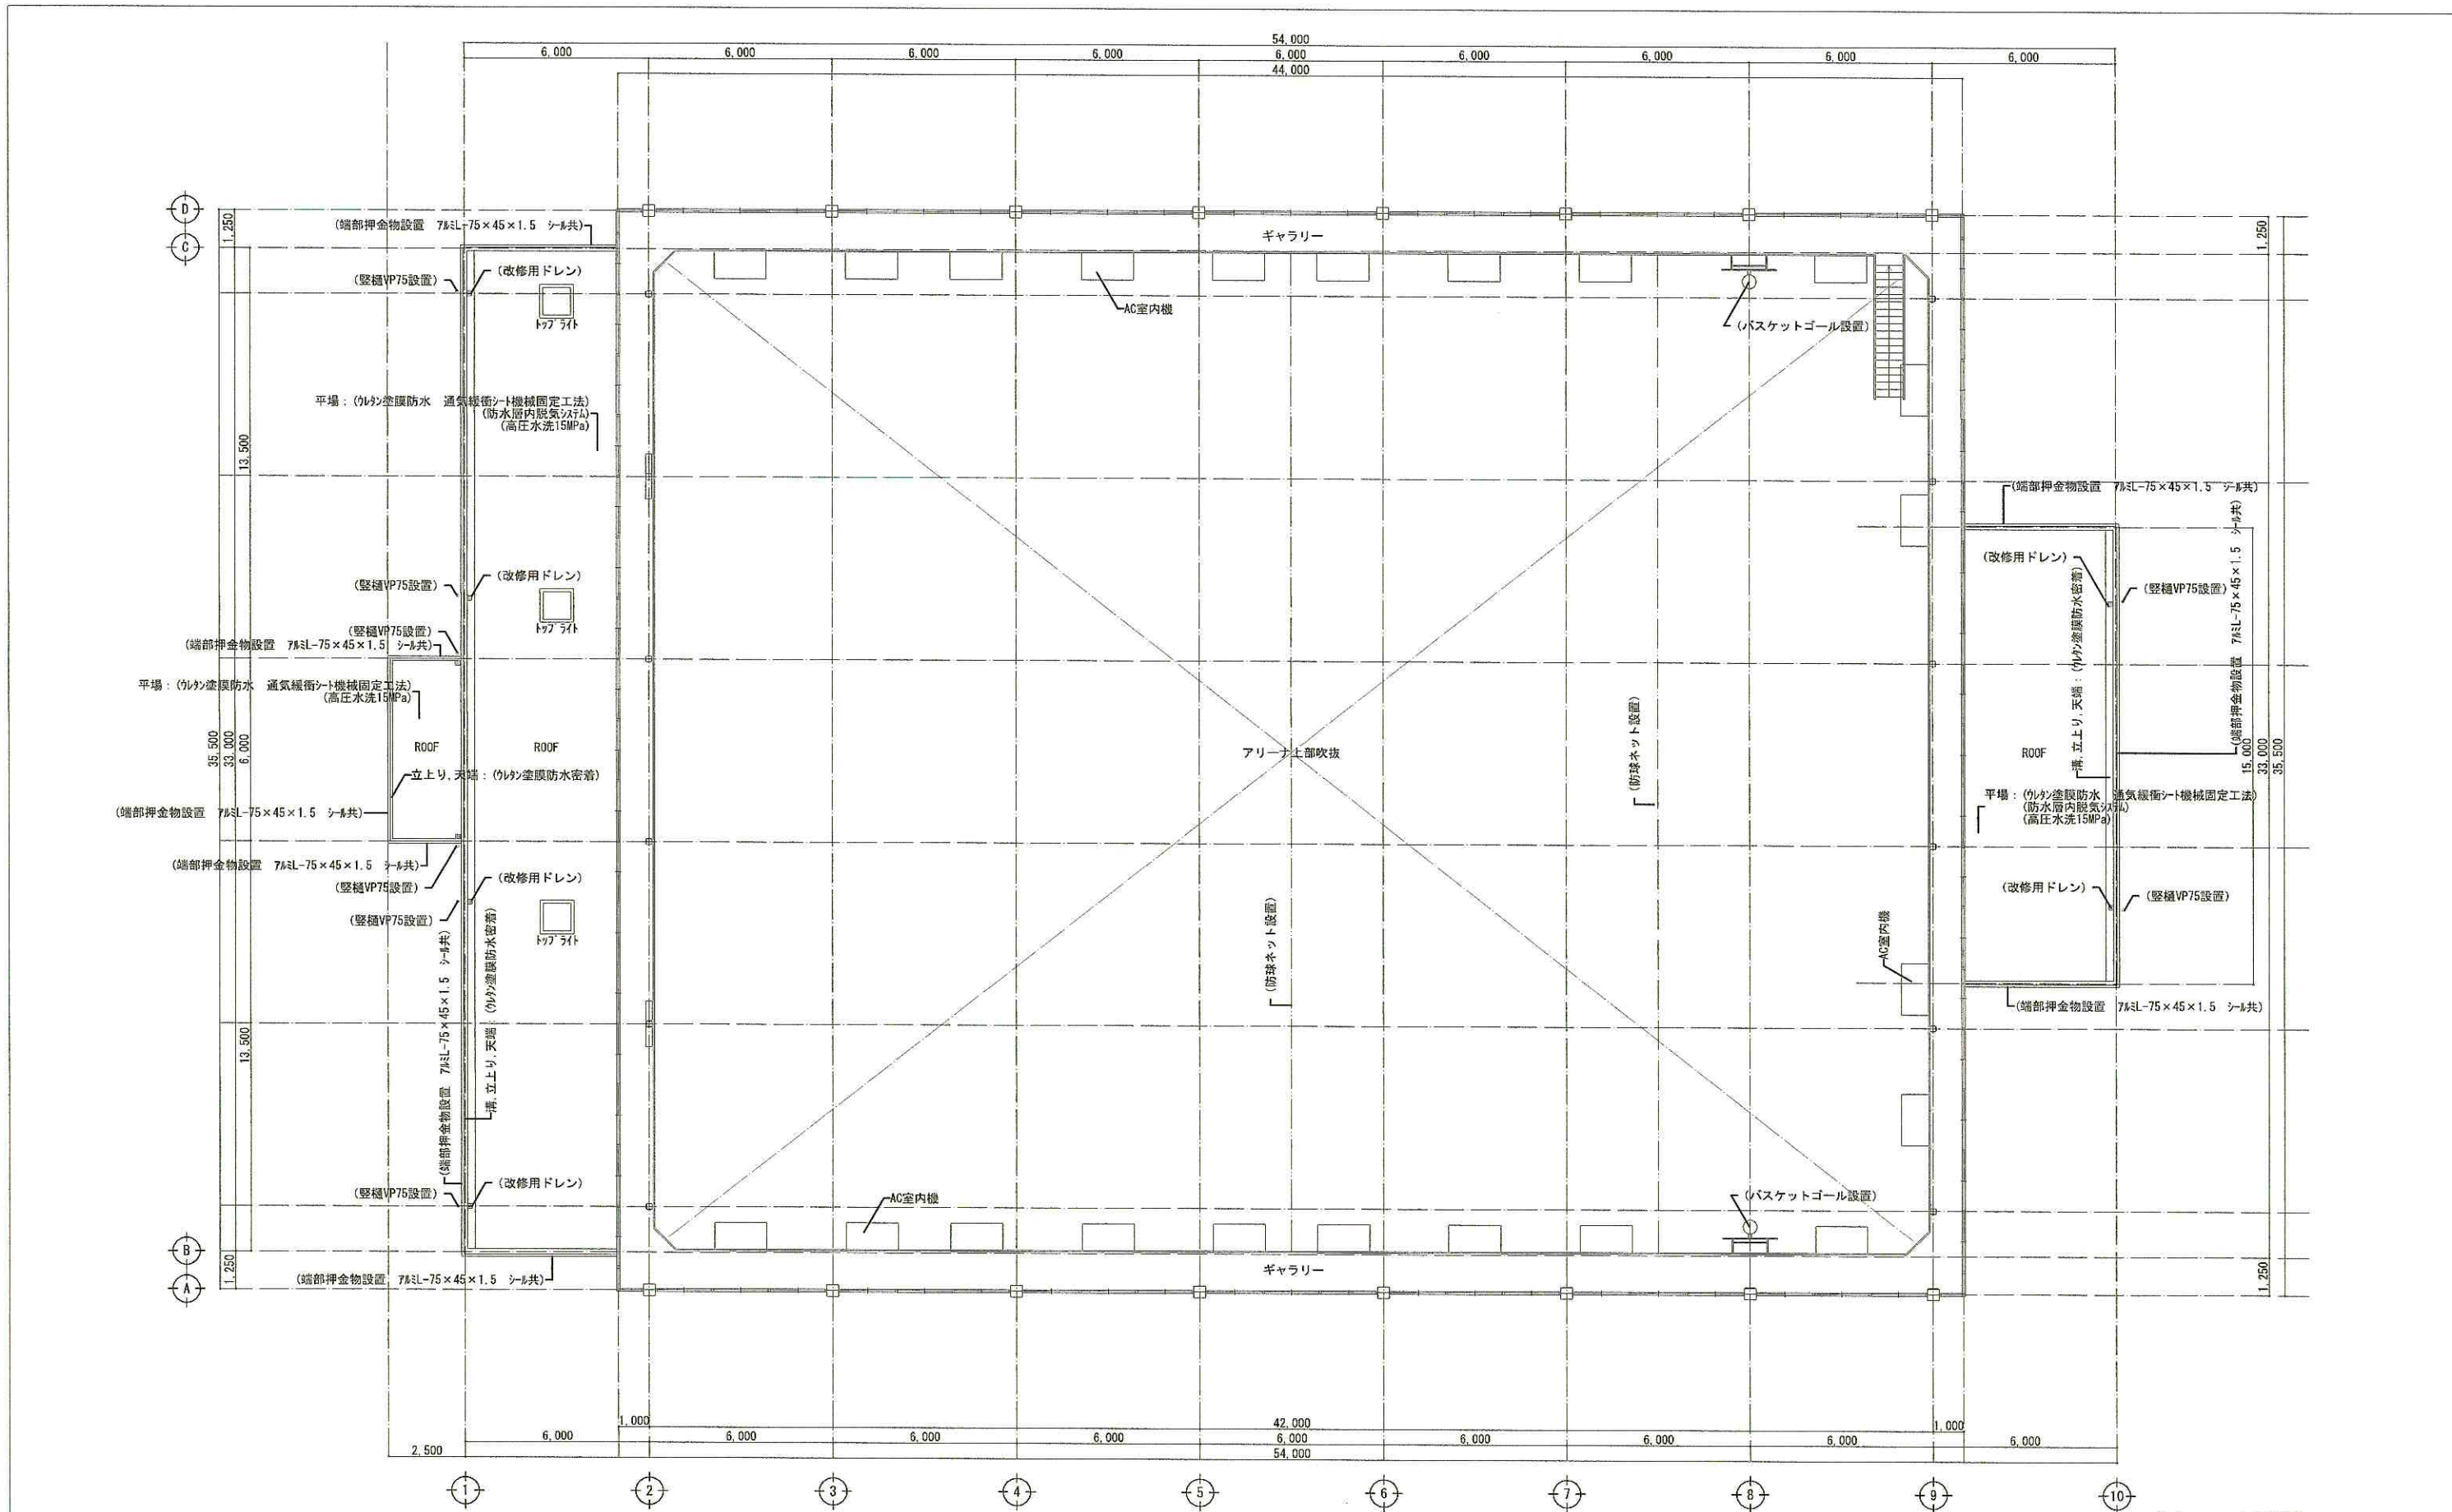 54,000
6,000
6,000
6,000
6,000
6,000
6,000
6,000
6,000
6,000
44,000
D
C
1,250
1,250
(端部押金物設置 ｱﾙﾐL-75×45×1.5 ｼｰﾙ共)
ギャラリー
(竪樋VP75設置)
(改修用ドレン)
トップライト
AC室内機
(バスケットゴール設置)
平場：(ｳﾚﾀﾝ塗膜防水 通気緩衝ｼｰﾄ機械固定工法)
(防水層内脱気ｼｽﾃﾑ)
(高圧水洗15MPa)
13,500
(端部押金物設置 ｱﾙﾐL-75×45×1.5 ｼｰﾙ共)
(改修用ドレン)
(竪樋VP75設置)
(竪樋VP75設置)
(改修用ドレン)
トップライト
(竪樋VP75設置)
(端部押金物設置 ｱﾙﾐL-75×45×1.5 ｼｰﾙ共)
平場：(ｳﾚﾀﾝ塗膜防水 通気緩衝ｼｰﾄ機械固定工法)
(高圧水洗15MPa)
35,500
33,000
6,000
ROOF
ROOF
立上り,天端：(ｳﾚﾀﾝ塗膜防水密着)
(端部押金物設置 ｱﾙﾐL-75×45×1.5 ｼｰﾙ共)
(端部押金物設置 ｱﾙﾐL-75×45×1.5 ｼｰﾙ共)
(竪樋VP75設置)
(竪樋VP75設置)
(改修用ドレン)
トップライト
アリーナ上部吹抜
(防球ネット設置)
(防球ネット設置)
ROOF
溝,立上り,天端：(ｳﾚﾀﾝ塗膜防水密着)
(端部押金物設置 ｱﾙﾐL-75×45×1.5 ｼｰﾙ共)
15,000
33,000
35,500
平場：(ｳﾚﾀﾝ塗膜防水 通気緩衝ｼｰﾄ機械固定工法)
(防水層内脱気ｼｽﾃﾑ)
(高圧水洗15MPa)
(改修用ドレン)
(竪樋VP75設置)
AC室内機
(端部押金物設置 ｱﾙﾐL-75×45×1.5 ｼｰﾙ共)
13,500
(端部押金物設置 ｱﾙﾐL-75×45×1.5 ｼｰﾙ共)
溝,立上り,天端：(ｳﾚﾀﾝ塗膜防水密着)
(竪樋VP75設置)
(改修用ドレン)
AC室内機
(バスケットゴール設置)
B
A
1,250
1,250
(端部押金物設置 ｱﾙﾐL-75×45×1.5 ｼｰﾙ共)
ギャラリー
1,000
42,000
1,000
2,500
6,000
6,000
6,000
6,000
6,000
6,000
6,000
6,000
6,000
54,000
1
2
3
4
5
6
7
8
9
10